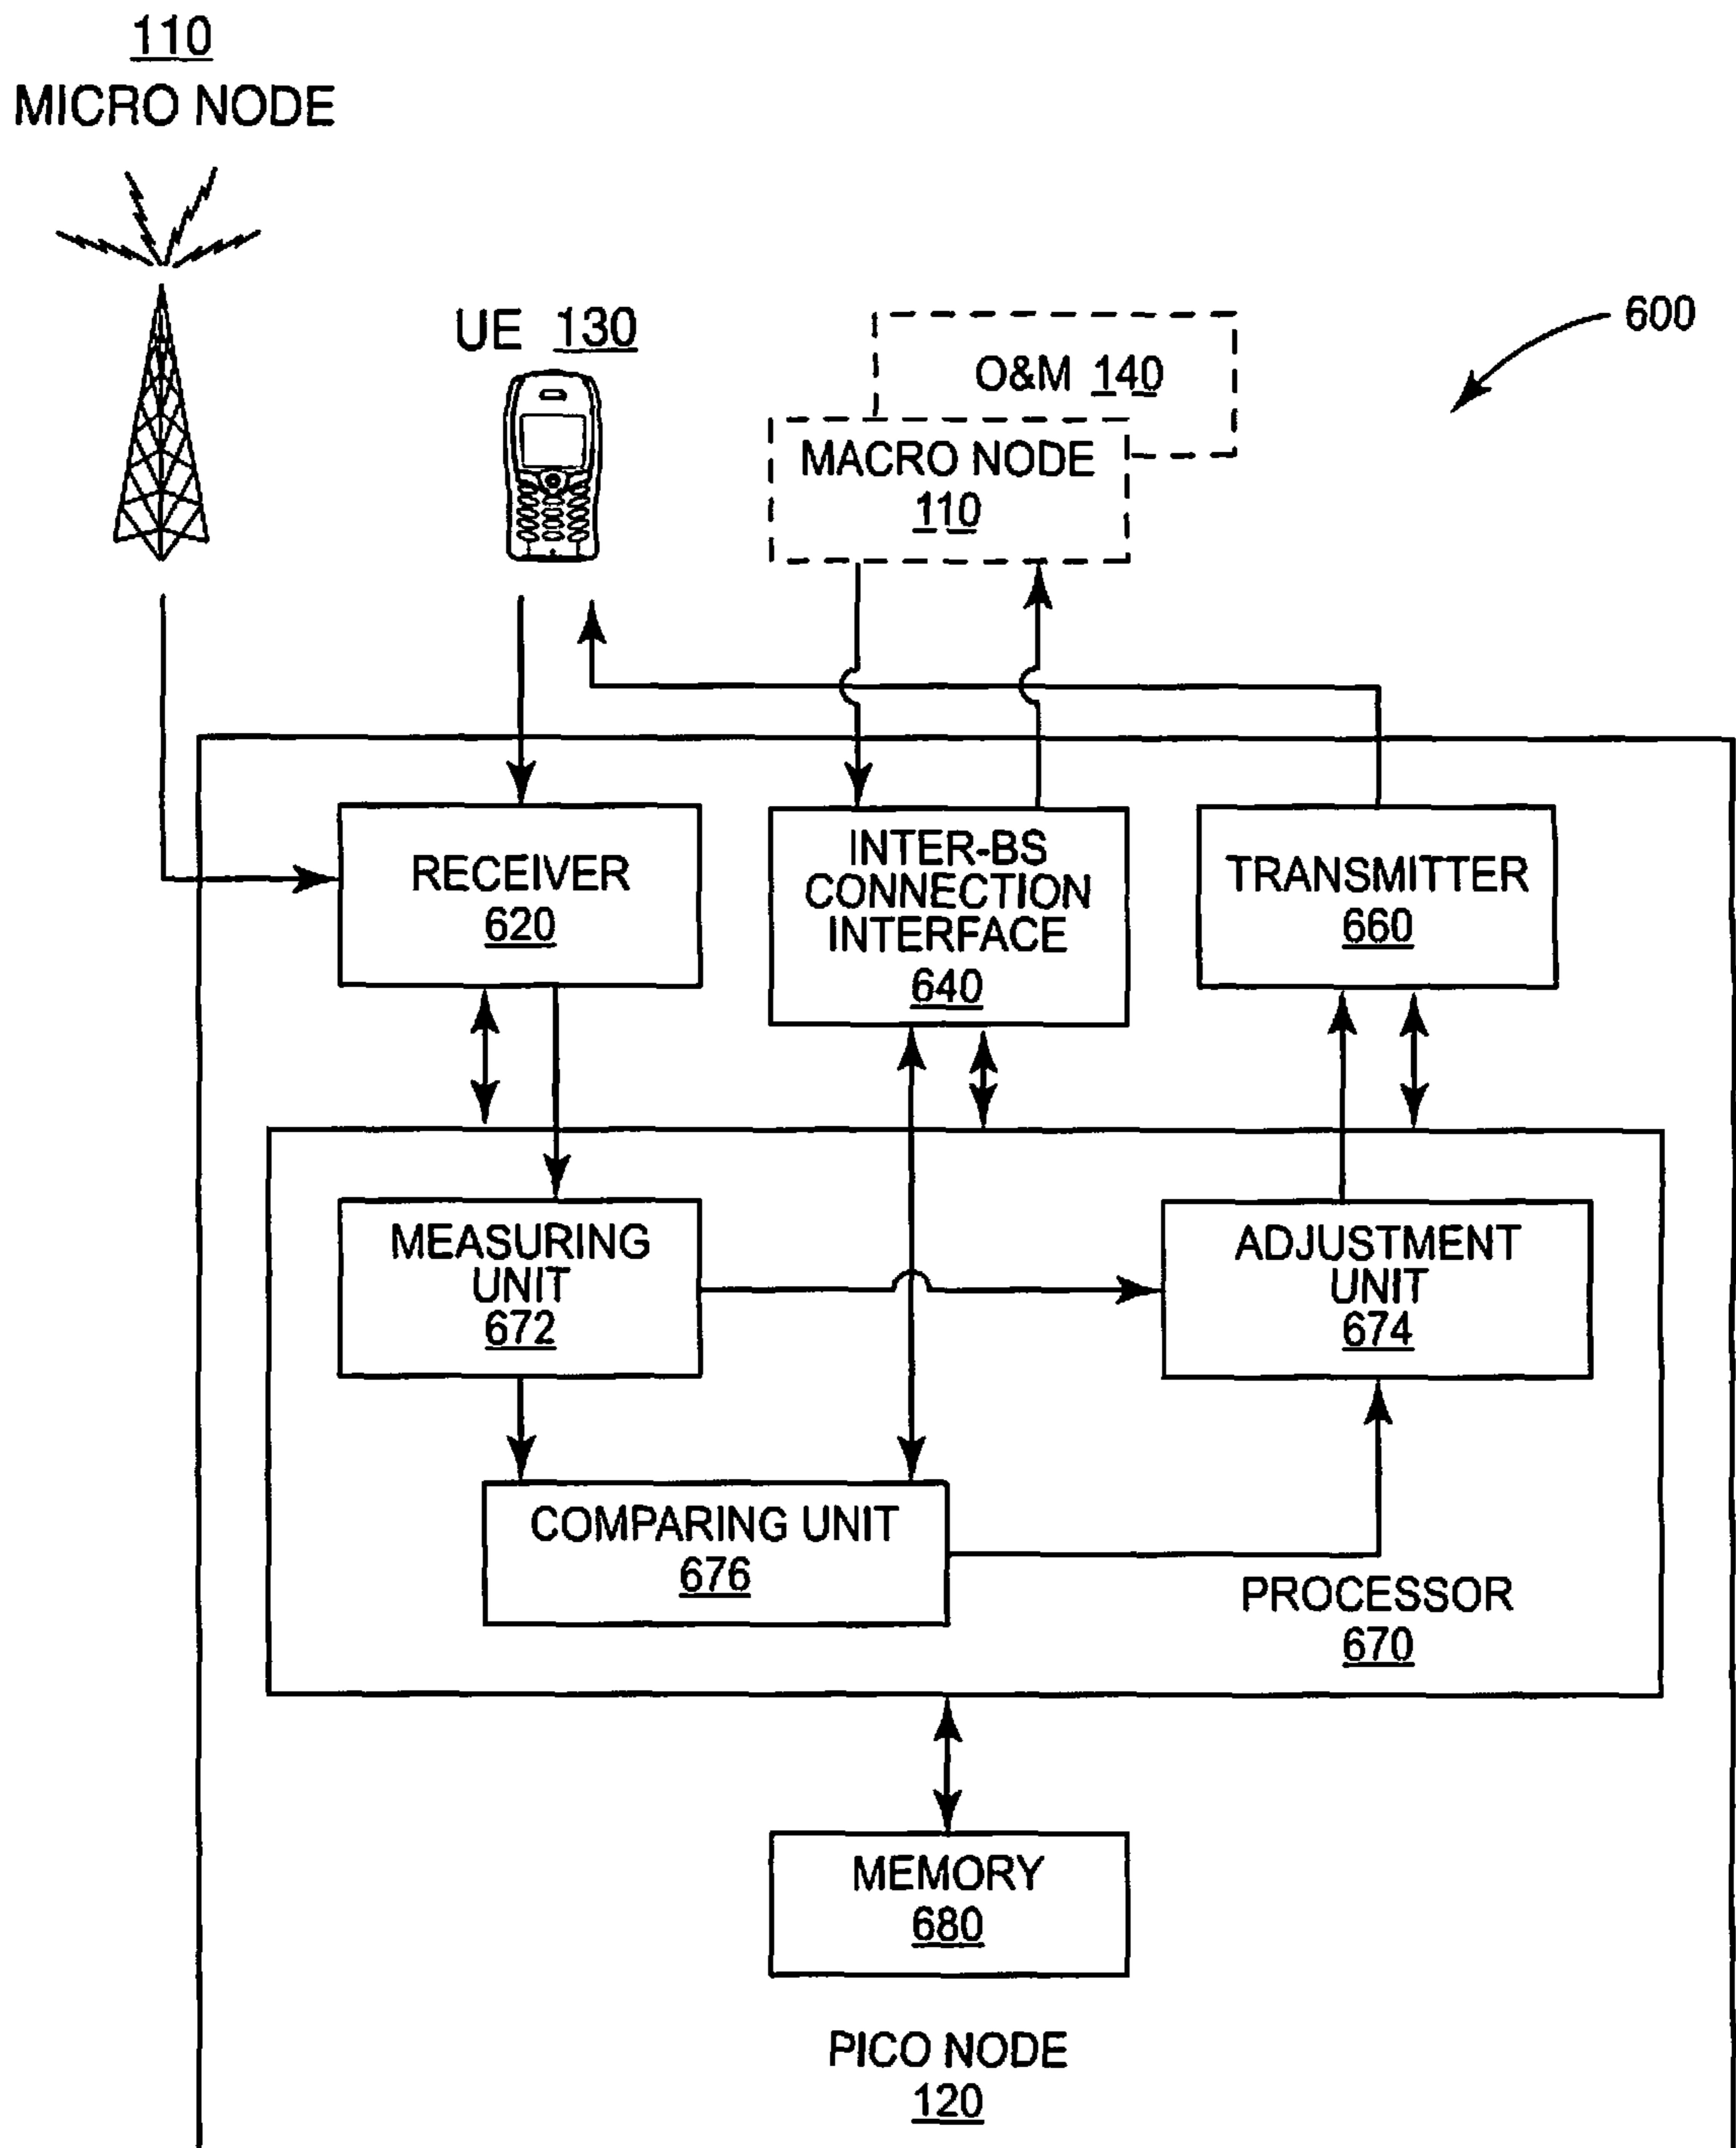 110
MICRO NODE
UE 130
600
O&M 140
MACRO NODE
110
RECEIVER
620
INTER-BS
CONNECTION
INTERFACE
640
TRANSMITTER
660
MEASURING
UNIT
672
ADJUSTMENT
UNIT
674
COMPARING UNIT
676
PROCESSOR
670
MEMORY
680
PICO NODE
120